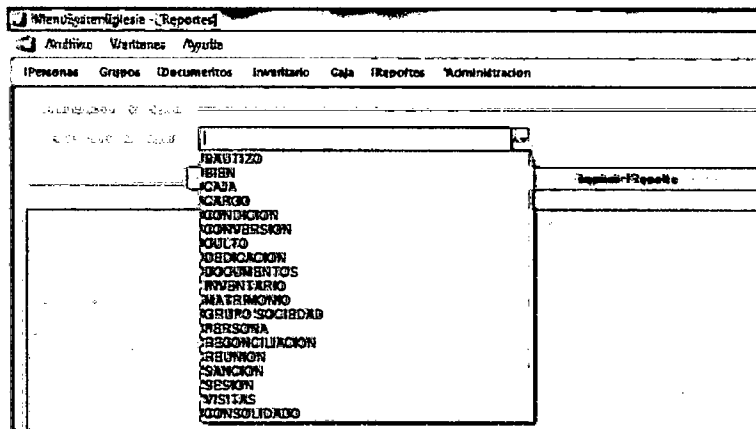 MenuSistemIglesia - [Reportes]
Archivo Ventanas Ayuda
Personas Grupos Documentos Inventario Caja Reportes Administracion
Imprimir Reporte
BAUTIZO
BIEN
CAJA
CARGO
CONDICION
CONVERSION
CULTO
DEDICACION
DOCUMENTOS
INVENTARIO
MATRIMONIO
GRUPO SOCIEDAD
PERSONA
RECONCILIACION
REUNION
SANCION
SESION
VISITAS
CONSOLIDADO